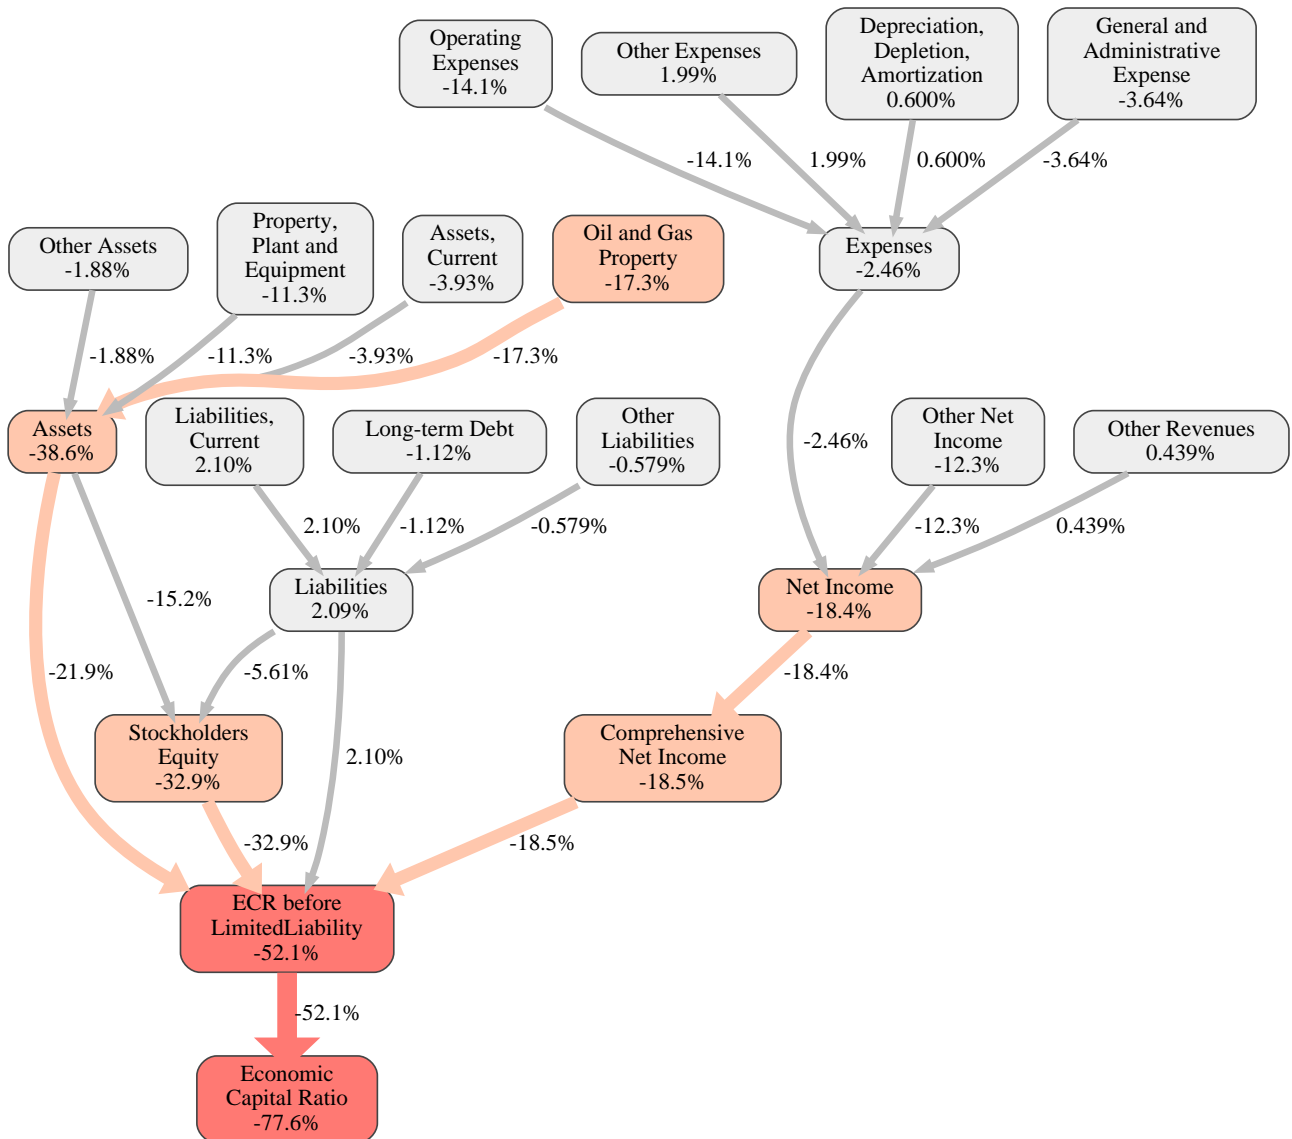 Operating
Expenses
-14.1%
Other Expenses
1.99%
Depreciation,
Depletion,
Amortization
0.600%
General and
Administrative
Expense
-3.64%
-14.1%
1.99%
0.600%
-3.64%
Other Assets
-1.88%
Property,
Plant and
Equipment
-11.3%
Assets,
Current
-3.93%
Oil and Gas
Property
-17.3%
Expenses
-2.46%
-1.88%
-11.3%
-3.93%
-17.3%
Assets
-38.6%
Liabilities,
Current
2.10%
Long-term Debt
-1.12%
Other
Liabilities
-0.579%
-2.46%
Other Net
Income
-12.3%
Other Revenues
0.439%
2.10%
-1.12%
-0.579%
-12.3%
0.439%
Liabilities
2.09%
Net Income
-18.4%
-15.2%
-21.9%
-5.61%
-18.4%
Stockholders
Equity
-32.9%
2.10%
Comprehensive
Net Income
-18.5%
-32.9%
-18.5%
ECR before
LimitedLiability
-52.1%
-52.1%
Economic
Capital Ratio
-77.6%